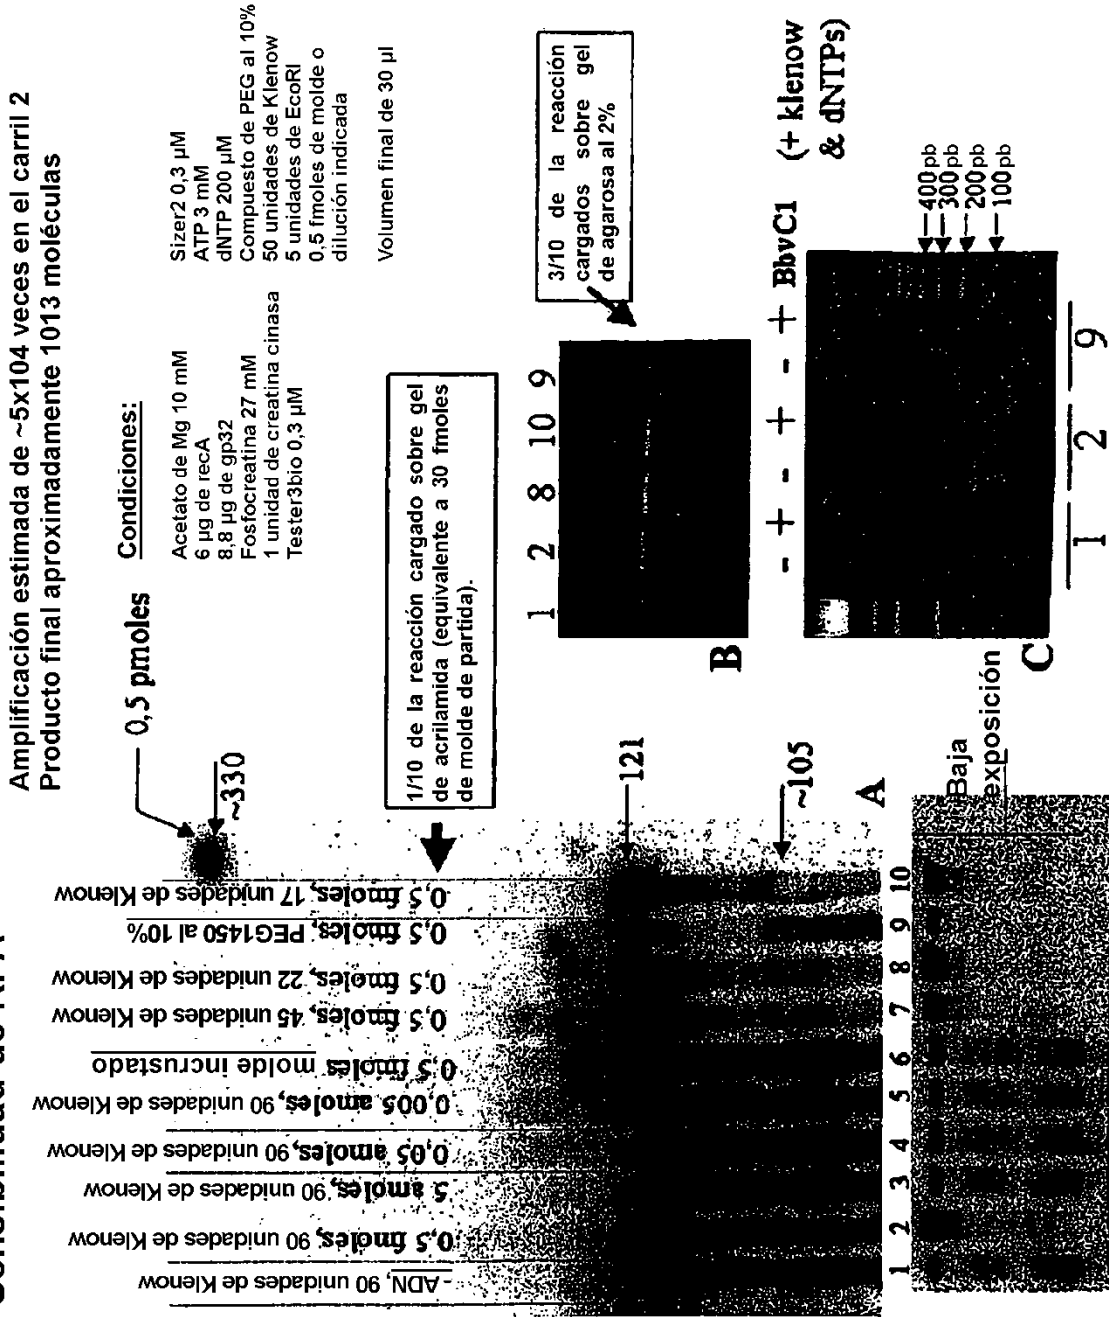 Amplificación estimada de ~5x104 veces en el carril 2
Producto final aproximadamente 1013 moléculas
0,5 pmoles
~330
Condiciones:
Acetato de Mg 10 mM
6 µg de recA
8,8 µg de gp32
Fosfocreatina 27 mM
1 unidad de creatina cinasa
Tester3bio 0,3 µM
Sizer2 0,3 µM
ATP 3 mM
dNTP 200 µM
Compuesto de PEG al 10%
50 unidades de Klenow
5 unidades de EcoRI
0,5 fmoles de molde o
dilución indicada
Volumen final de 30 µl
- ADN, 90 unidades de Klenow
0,5 fmoles, 90 unidades de Klenow
5 amoles, 90 unidades de Klenow
0,05 amoles, 90 unidades de Klenow
0,005 amoles, 90 unidades de Klenow
0,5 fmoles molde incrustado
0,5 fmoles, 45 unidades de Klenow
0,5 fmoles, 22 unidades de Klenow
0,5 fmoles, PEG1450 al 10%
0,5 fmoles, 17 unidades de Klenow
1/10 de la reacción cargado sobre gel
de acrilamida (equivalente a 30 fmoles
de molde de partida).
121
~105
A
1 2 3 4 5 6 7 8 9 10
Baja
exposición
1 2 8 10 9
B
3/10 de la reacción
cargados sobre gel
de agarosa al 2%
- + - + - + BbvC1
(+ klenow
& dNTPs)
400pb
300pb
200pb
100pb
1 2 9
C